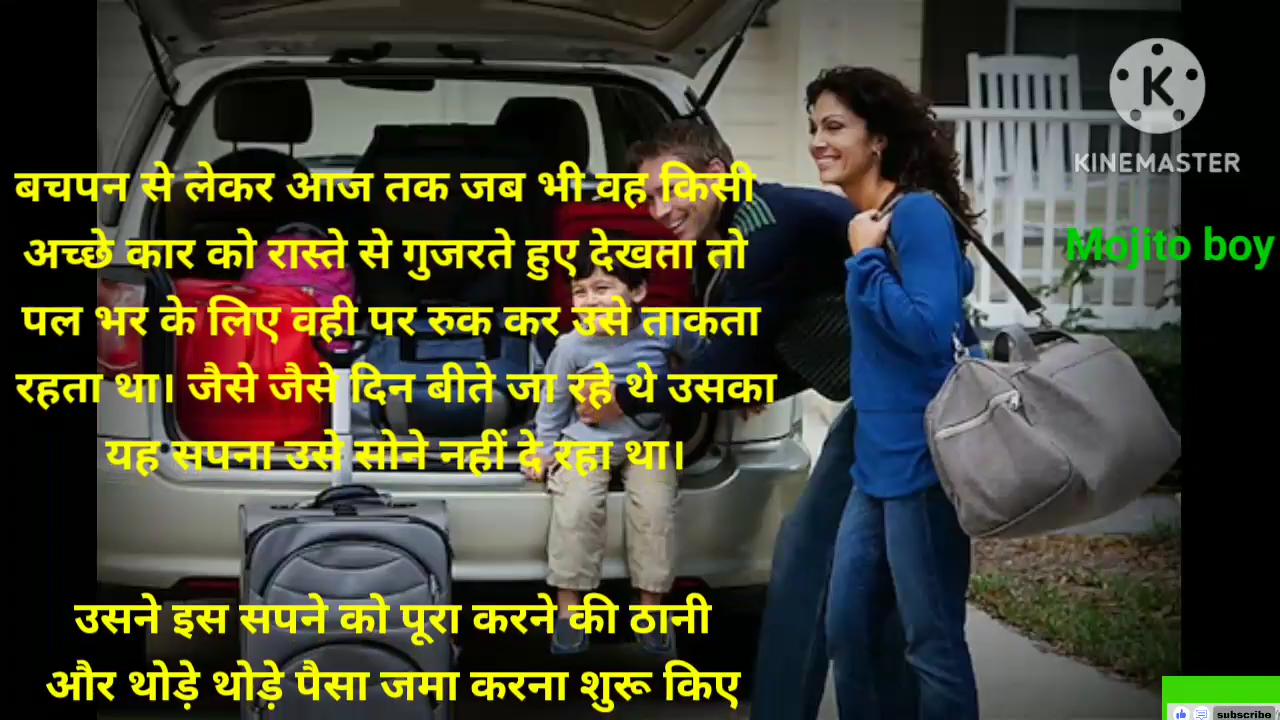 बचपन से लेकर आज तक जब भी वह किसी
अच्छे कार को रास्ते से गुजरते हुए देखता तो
पल भर के लिए वही पर रुक कर उसे ताकता
रहता था। जैसे जैसे दिन बीते जा रहे थे उसका
यह सपना उसे सोने नहीं दे रहा था।
उसने इस सपने को पूरा करने की ठानी
और थोड़े थोड़े पैसा जमा करना शुरू किए
K
KINEMASTER
Mojito boy
subscribe